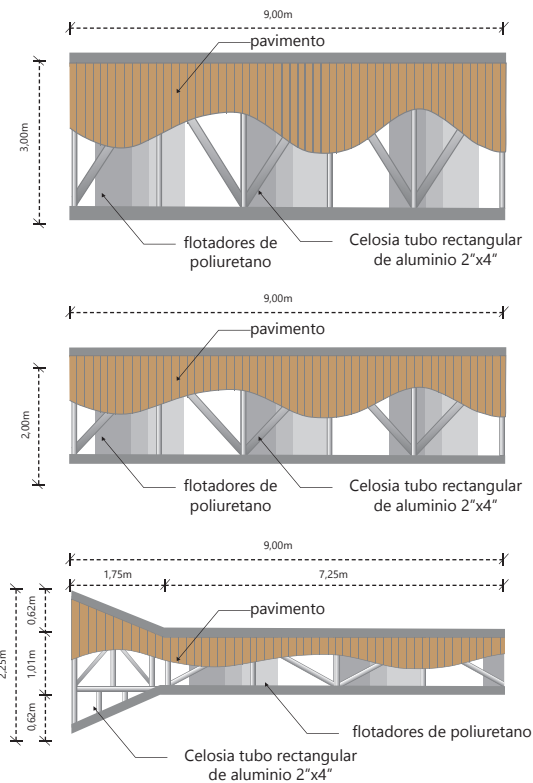 9,00m
pavimento
3,00m
flotadores de
poliuretano
Celosia tubo rectangular
de aluminio 2”x4”
9,00m
pavimento
2,00m
flotadores de
poliuretano
Celosia tubo rectangular
de aluminio 2”x4”
9,00m
1,75m
7,25m
pavimento
0,62m
2,25m
1,01m
0,62m
flotadores de poliuretano
Celosia tubo rectangular
de aluminio 2”x4”